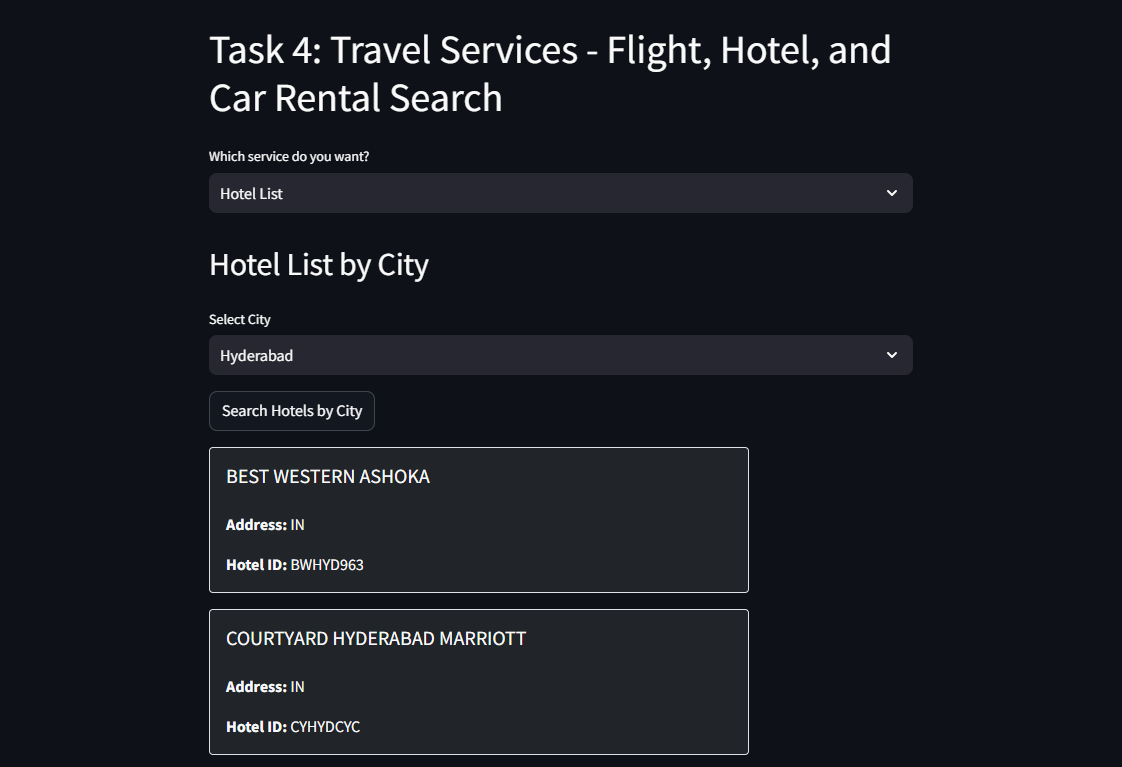 Task 4: Travel Services - Flight, Hotel, and
Car Rental Search
Which service do you want?
Hotel List
Hotel List by City
Select City
Hyderabad
Search Hotels by City
BEST WESTERN ASHOKA
Address: IN
Hotel ID: BWHYD963
COURTYARD HYDERABAD MARRIOTT
Address: IN
Hotel ID: CYHYDCYC